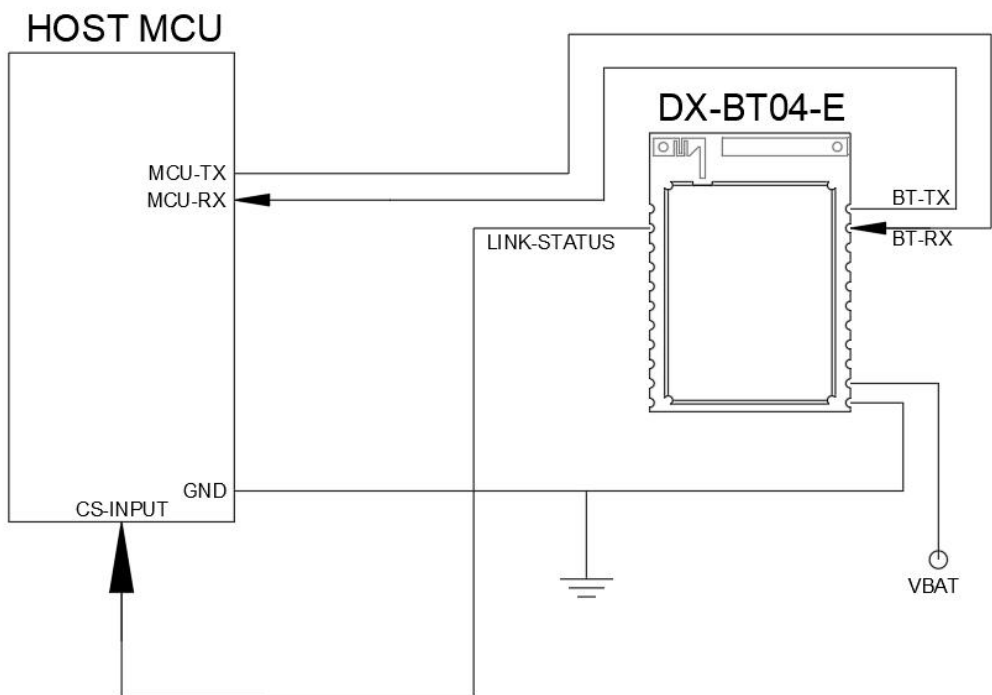 HOST MCU
DX-BT04-E
MCU-TX
MCU-RX
BT-TX
BT-RX
LINK-STATUS
GND
CS-INPUT
VBAT